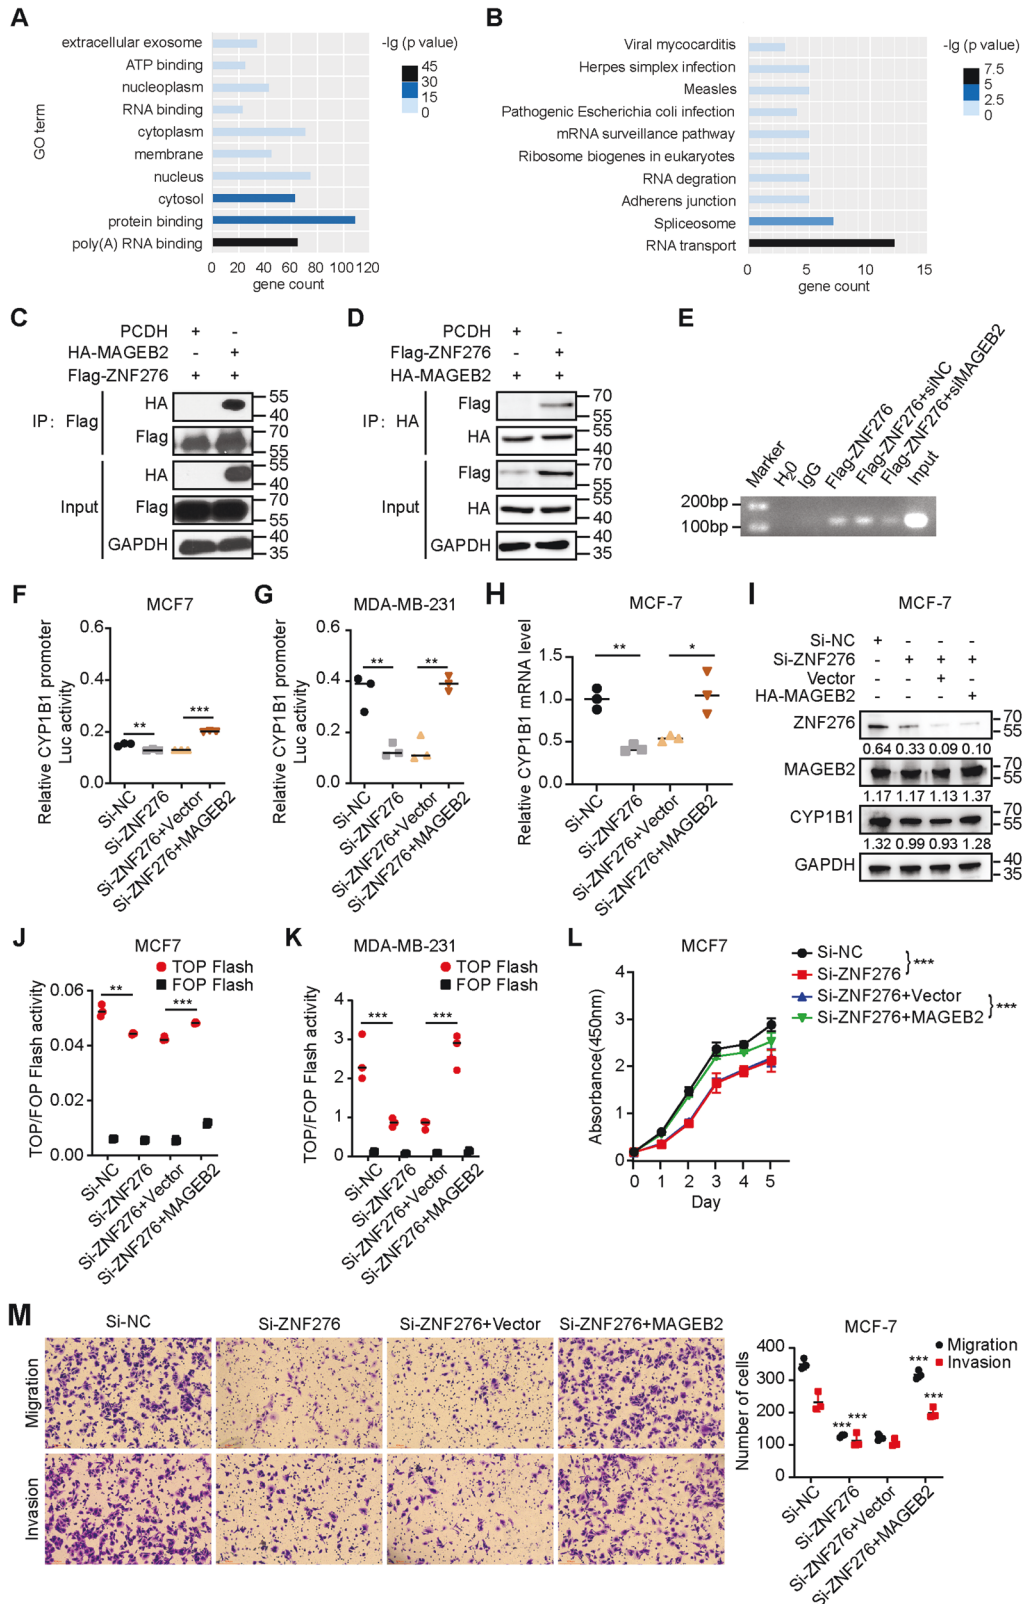 A
extracellular exosome
ATP binding
nucleoplasm
RNA binding
cytoplasm
membrane
nucleus
cytosol
protein binding
poly(A) RNA binding
GO term
0 20 40 60 80 100 120
gene count
-lg (p value)
45
30
15
0
B
Viral mycocarditis
Herpes simplex infection
Measles
Pathogenic Escherichia coli infection
mRNA surveillance pathway
Ribosome biogenes in eukaryotes
RNA degration
Adherens junction
Spliceosome
RNA transport
0 5 10 15
gene count
-lg (p value)
7.5
5
2.5
0
C
PCDH + -
HA-MAGEB2 - +
Flag-ZNF276 + +
IP: Flag
HA 55
40
Flag 70
55
Input
HA 55
40
Flag 70
55
GAPDH 40
35
D
PCDH + -
Flag-ZNF276 - +
HA-MAGEB2 + +
IP: HA
Flag 70
55
HA 55
40
Input
Flag 70
55
HA 55
40
GAPDH 40
35
E
Marker
H20
IgG
Flag-ZNF276
Flag-ZNF276+siNC
Flag-ZNF276+siMAGEB2
Input
200bp
100bp
F
MCF7
Relative CYP1B1 promoter
Luc activity
0.6
0.4
0.2
0.0
** ***
Si-NC
Si-ZNF276
Si-ZNF276+Vector
Si-ZNF276+MAGEB2
G
MDA-MB-231
Relative CYP1B1 promoter
Luc activity
0.6
0.4
0.2
0.0
** **
Si-NC
Si-ZNF276
Si-ZNF276+Vector
Si-ZNF276+MAGEB2
H
MCF-7
Relative CYP1B1 mRNA level
1.5
1.0
0.5
0.0
** *
Si-NC
Si-ZNF276
Si-ZNF276+Vector
Si-ZNF276+MAGEB2
I
MCF-7
Si-NC + - - -
Si-ZNF276 - + + +
Vector - - + -
HA-MAGEB2 - - - +
ZNF276 70
55
0.64 0.33 0.09 0.10
MAGEB2 70
55
1.17 1.17 1.13 1.37
CYP1B1 70
55
1.32 0.99 0.93 1.28
GAPDH 40
35
J
MCF7
TOP Flash
FOP Flash
TOP/FOP Flash activity
0.06
0.04
0.02
0.00
** ***
Si-NC
Si-ZNF276
Si-ZNF276+Vector
Si-ZNF276+MAGEB2
K
MDA-MB-231
TOP Flash
FOP Flash
TOP/FOP Flash activity
4
3
2
1
0
*** ***
Si-NC
Si-ZNF276
Si-ZNF276+Vector
Si-ZNF276+MAGEB2
L
MCF7
Si-NC
Si-ZNF276
***
Si-ZNF276+Vector
Si-ZNF276+MAGEB2
***
Absorbance(450nm)
4
3
2
1
0
0 1 2 3 4 5
Day
M
Si-NC Si-ZNF276 Si-ZNF276+Vector Si-ZNF276+MAGEB2
Migration
Invasion
MCF-7
Migration
Invasion
Number of cells
400
300
200
100
0
*** *** *** ***
Si-NC
Si-ZNF276
Si-ZNF276+Vector
Si-ZNF276+MAGEB2